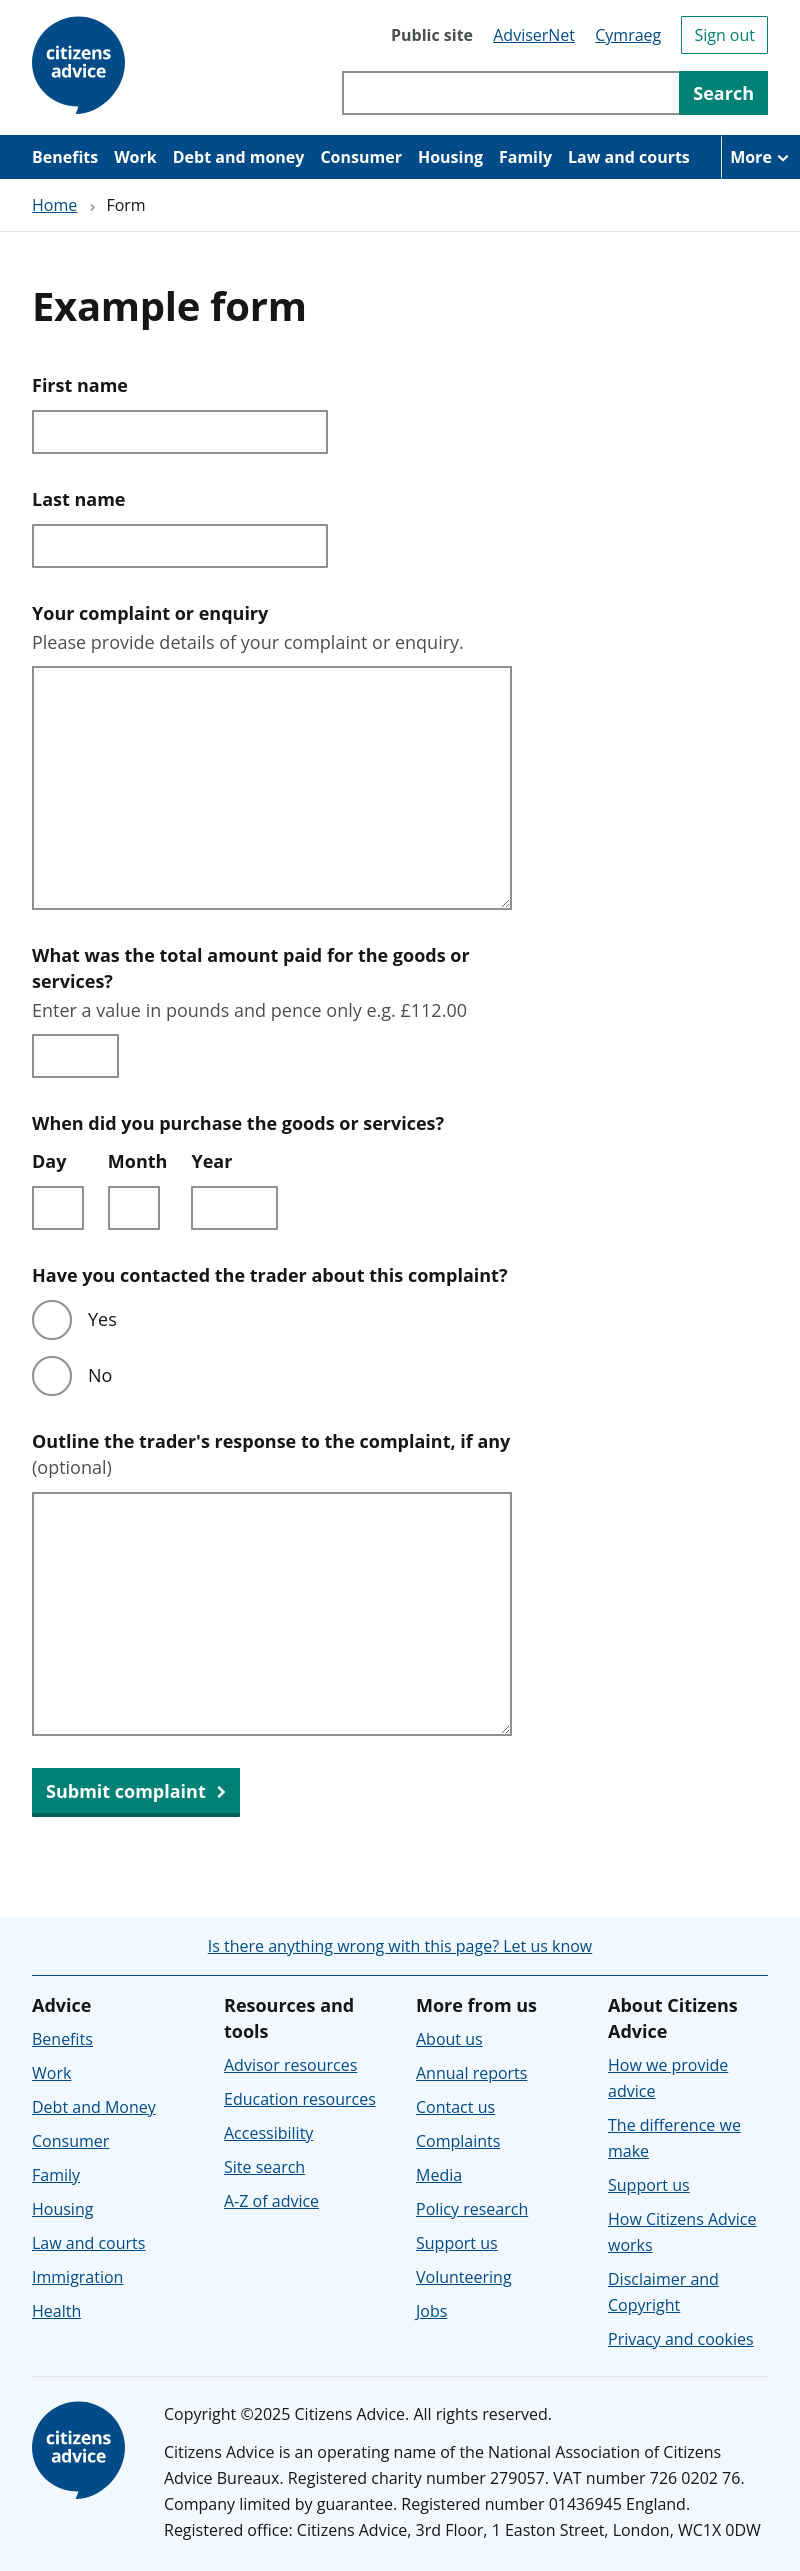 citizens
advice
Public site AdviserNet Cymraeg Sign out
Search
Benefits Work Debt and money Consumer Housing Family Law and courts More
Home Form
Example form
First name
Last name
Your complaint or enquiry
Please provide details of your complaint or enquiry.
What was the total amount paid for the goods or
services?
Enter a value in pounds and pence only e.g. £112.00
When did you purchase the goods or services?
Day Month Year
Have you contacted the trader about this complaint?
Yes
No
Outline the trader's response to the complaint, if any
(optional)
Submit complaint
Is there anything wrong with this page? Let us know
Advice
Benefits
Work
Debt and Money
Consumer
Family
Housing
Law and courts
Immigration
Health
Resources and
tools
Advisor resources
Education resources
Accessibility
Site search
A-Z of advice
More from us
About us
Annual reports
Contact us
Complaints
Media
Policy research
Support us
Volunteering
Jobs
About Citizens
Advice
How we provide
advice
The difference we
make
Support us
How Citizens Advice
works
Disclaimer and
Copyright
Privacy and cookies
citizens
advice
Copyright ©2025 Citizens Advice. All rights reserved.
Citizens Advice is an operating name of the National Association of Citizens
Advice Bureaux. Registered charity number 279057. VAT number 726 0202 76.
Company limited by guarantee. Registered number 01436945 England.
Registered office: Citizens Advice, 3rd Floor, 1 Easton Street, London, WC1X 0DW